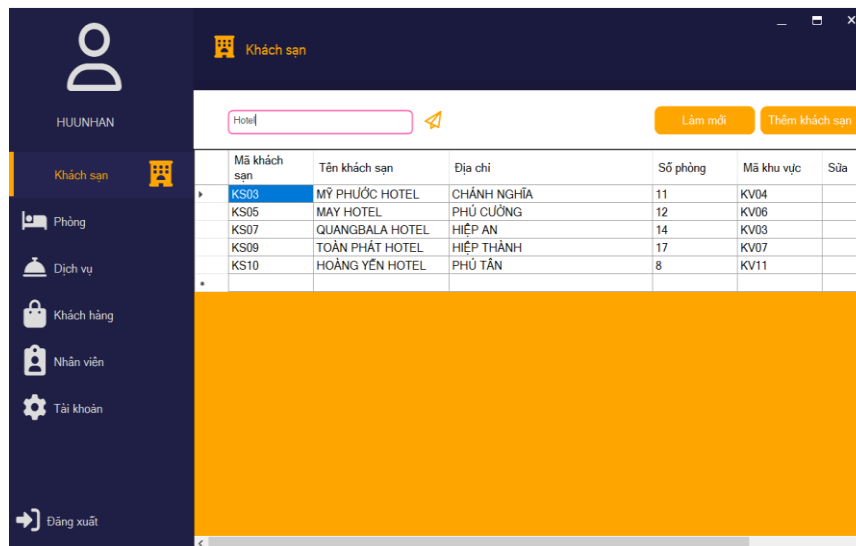 Khách sạn
HUUNHAN
Hotel
Làm mới
Thêm khách sạn
Khách sạn
Phòng
Dịch vụ
Khách hàng
Nhân viên
Tài khoản
Đăng xuất
Mã khách sạn Tên khách sạn Địa chỉ Số phòng Mã khu vực Sửa
KS03 MỸ PHƯỚC HOTEL CHÁNH NGHĨA 11 KV04
KS05 MAY HOTEL PHÚ CƯỜNG 12 KV06
KS07 QUANGBALA HOTEL HIỆP AN 14 KV03
KS09 TOÀN PHÁT HOTEL HIỆP THÀNH 17 KV07
KS10 HOÀNG YẾN HOTEL PHÚ TÂN 8 KV11